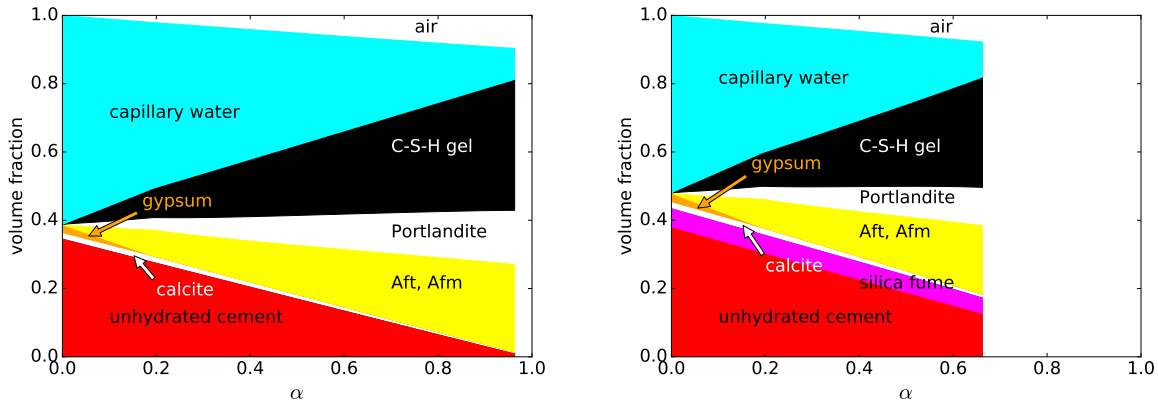 1.0
air
0.8
capillary water
0.6
C-S-H gel
gypsum
0.4
Portlandite
Aft, Afm
0.2
calcite
unhydrated cement
0.0
0.0 0.2 0.4 0.6 0.8 1.0
α
volume fraction
1.0
air
0.8
capillary water
0.6
C-S-H gel
gypsum
Portlandite
0.4
Aft, Afm
calcite
silica fume
0.2
unhydrated cement
0.0
0.0 0.2 0.4 0.6 0.8 1.0
α
volume fraction